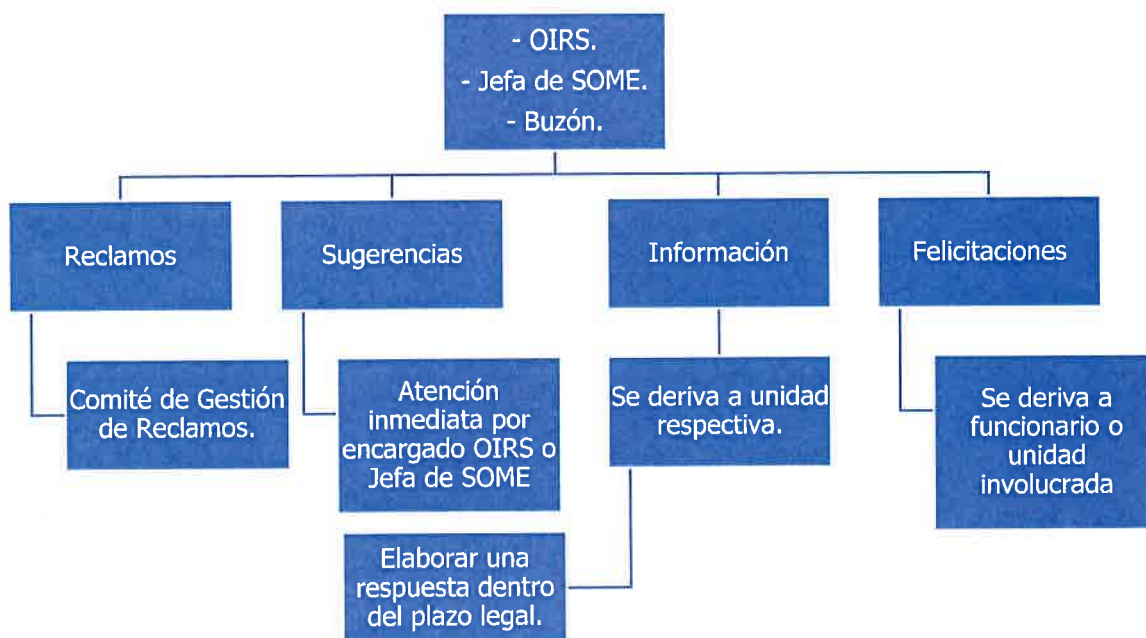 - OIRS.
- Jefa de SOME.
- Buzón.
Reclamos
Sugerencias
Información
Felicitaciones
Comité de Gestión
de Reclamos.
Atención
inmediata por
encargado OIRS o
Jefa de SOME
Se deriva a unidad
respectiva.
Se deriva a
funcionario o
unidad
involucrada
Elaborar una
respuesta dentro
del plazo legal.